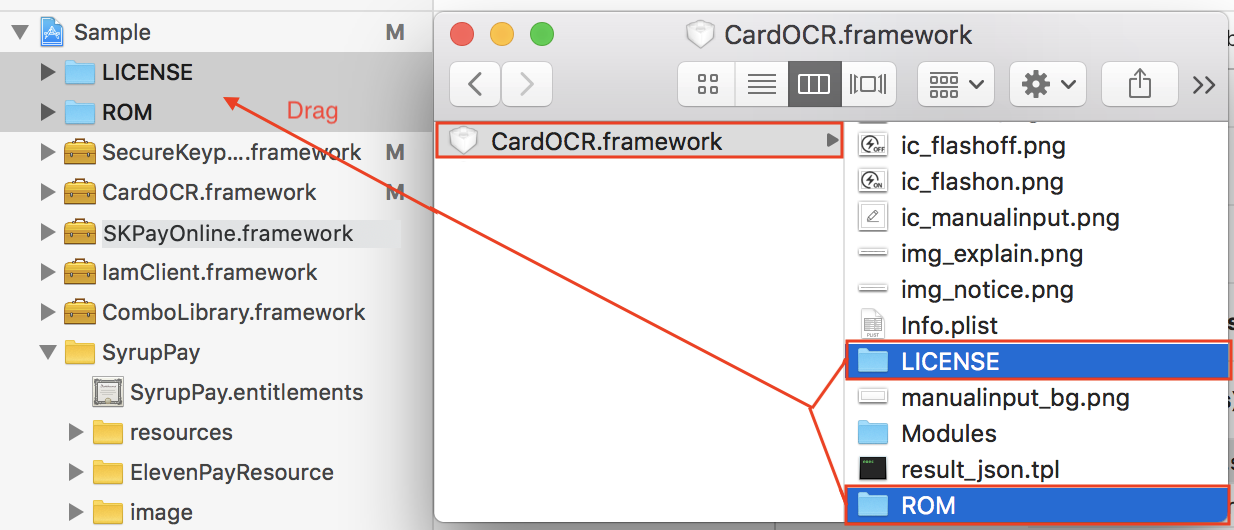 Sample M
LICENSE
ROM
Drag
SecureKeyp....framework M
CardOCR.framework M
SKPayOnline.framework
IamClient.framework
ComboLibrary.framework
SyrupPay
SyrupPay.entitlements
resources
ElevenPayResource
image
CardOCR.framework
CardOCR.framework
ic_flashoff.png
ic_flashon.png
ic_manualinput.png
img_explain.png
img_notice.png
Info.plist
LICENSE
manualinput_bg.png
Modules
result_json.tpl
ROM